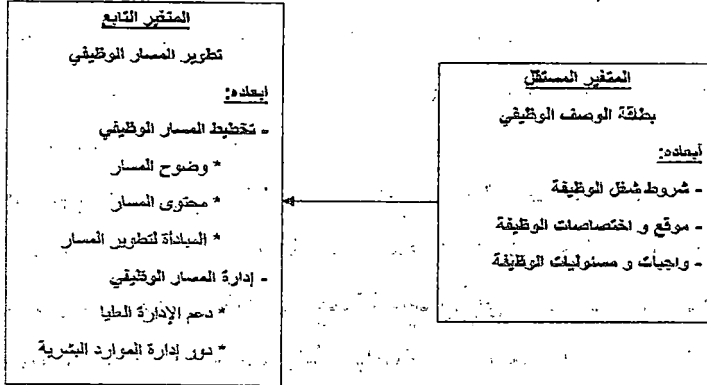 المتغير المستقل
بطاقة الوصف الوظيفي
أبعاده:
- شروط شغل الوظيفة
- موقع و اختصاصات الوظيفة
- واجبات و مسئوليات الوظيفة
المتغير التابع
تطوير المسار الوظيفي
أبعاده:
- تخطيط المسار الوظيفي
* وضوح المسار
* محتوى المسار
* المبادأة لتطوير المسار
- إدارة المسار الوظيفي
* دعم الإدارة العليا
* دور إدارة الموارد البشرية